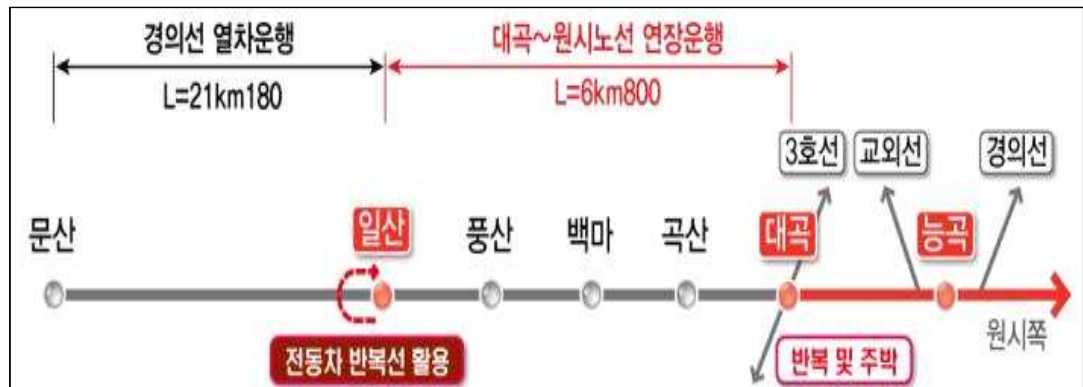 경의선 열차운행
대곡~원시노선 연장운행
L=21km180
L=6km800
3호선
교외선
경의선
문산
일산
풍산
백마
곡산
대곡
능곡
원시쪽
전동차 반복선 활용
반복 및 주박